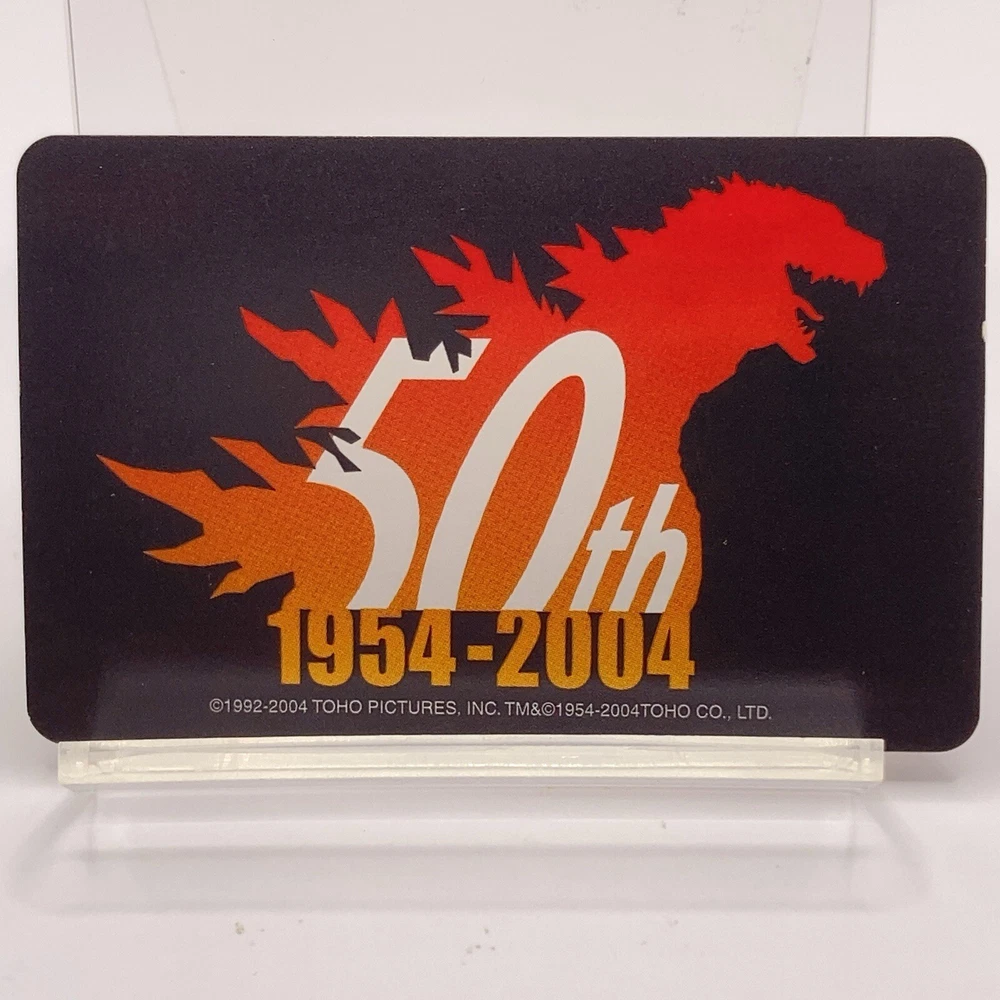 50th
1954-2004
©1992-2004 TOHO PICTURES, INC. TM&©1954-2004TOHO CO., LTD.